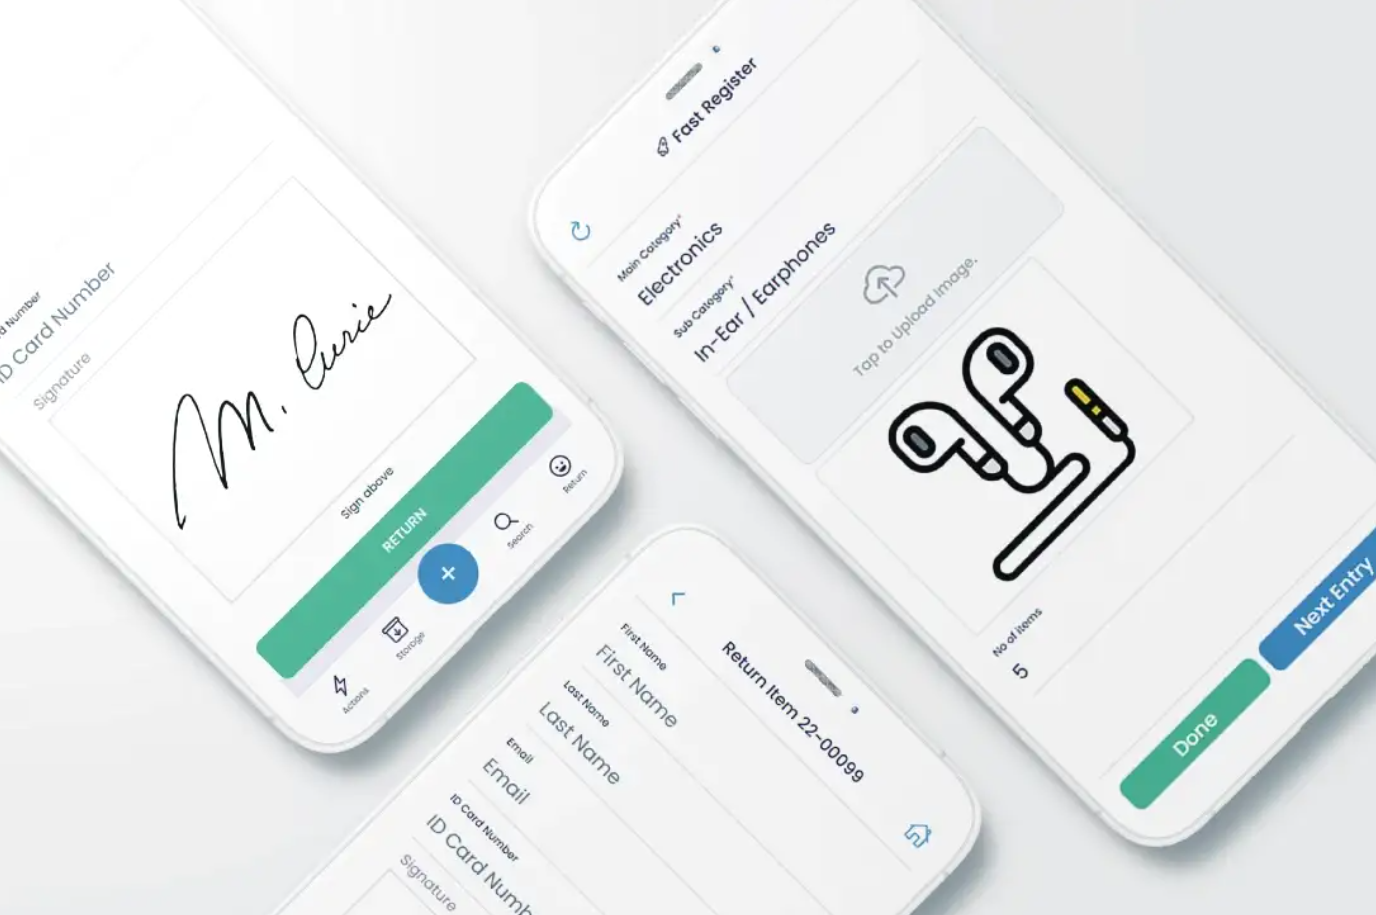 d Number
ID Card Number
Signature
M. Curie
Sign above
RETURN
+
Actions
Storage
Search
Return
Fast Register
Main Category*
Electronics
Sub Category*
In-Ear / Earphones
Tap to Upload Image.
No of items
5
Done
Next Entry
Return Item 22-00099
First Name
First Name
Last Name
Last Name
Email
Email
ID Card Number
ID Card Numb
Signature